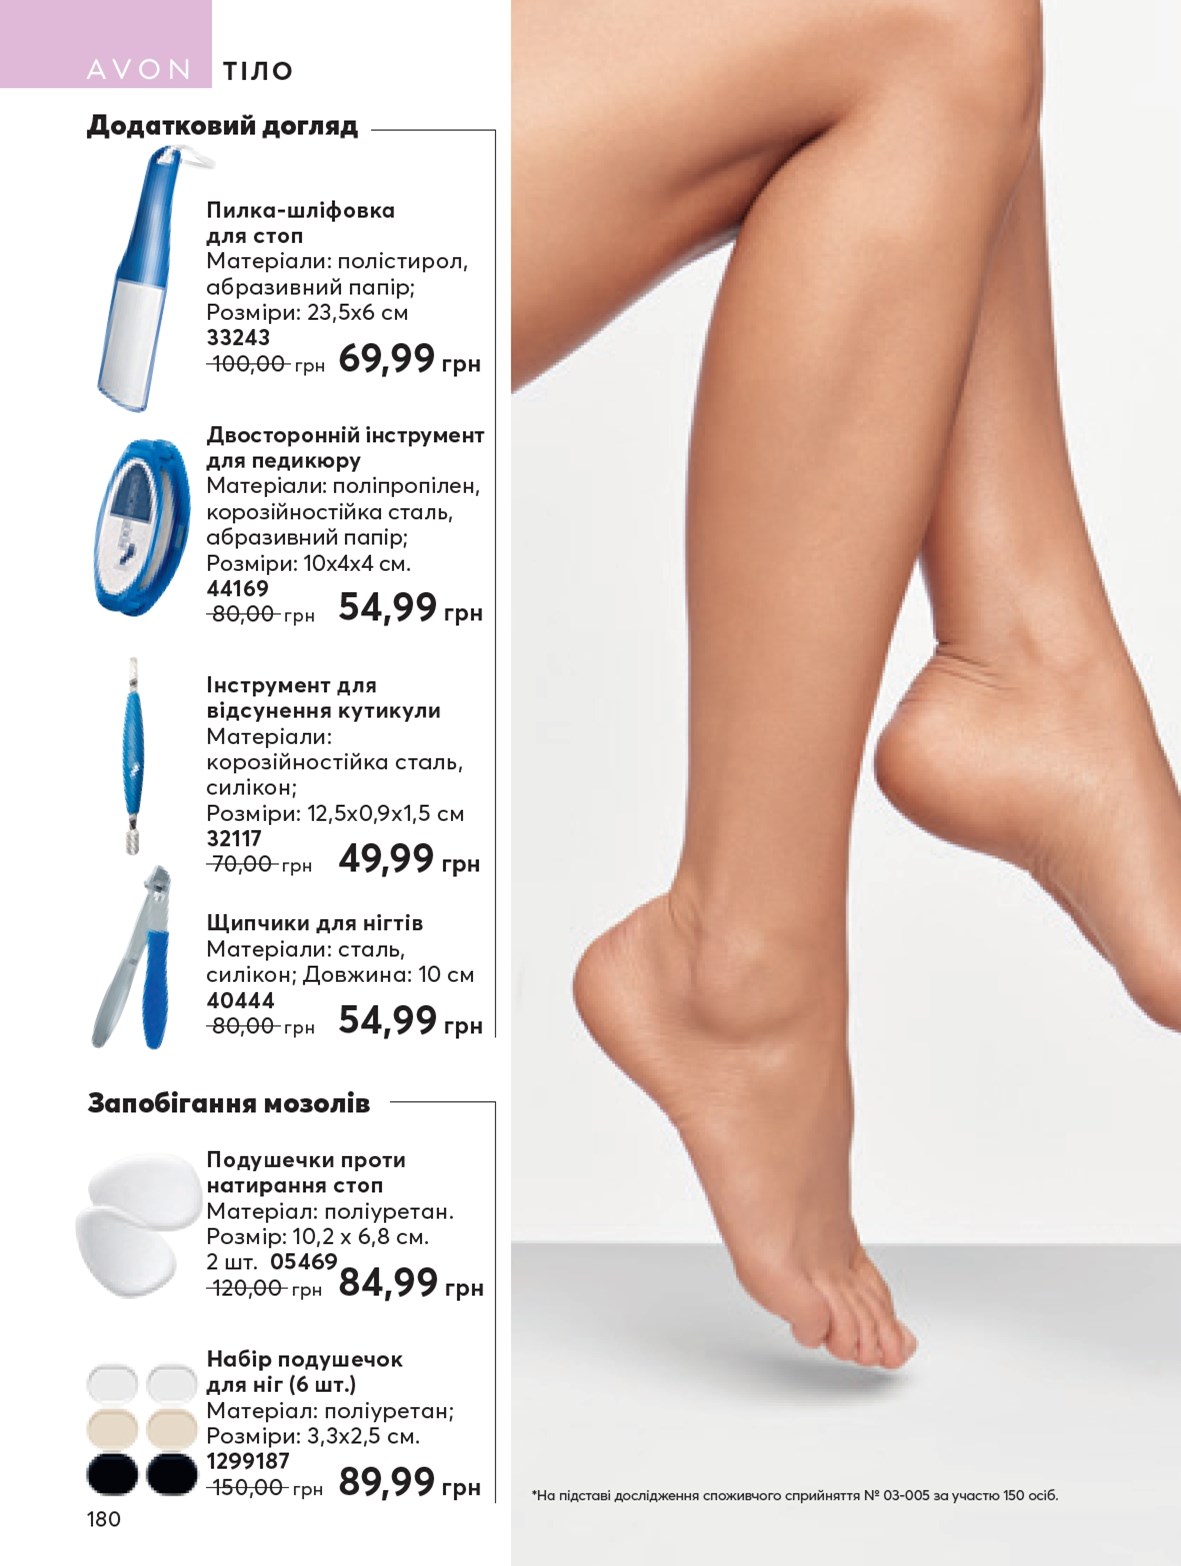 AVON ТІЛО
Додатковий догляд
Пилка-шліфовка
для стоп
Матеріали: полістирол,
абразивний папір;
Розміри: 23,5х6 см
33243
100,00 грн 69,99 грн
Двосторонній інструмент
для педикюру
Матеріали: поліпропілен,
корозійностійка сталь,
абразивний папір;
Розміри: 10х4х4 см.
44169
80,00 грн 54,99 грн
Інструмент для
відсунення кутикули
Матеріали:
корозійностійка сталь,
силікон;
Розміри: 12,5х0,9х1,5 см
32117
70,00 грн 49,99 грн
Щипчики для нігтів
Матеріали: сталь,
силікон; Довжина: 10 см
40444
80,00 грн 54,99 грн
Запобігання мозолів
Подушечки проти
натирання стоп
Матеріал: поліуретан.
Розмір: 10,2 х 6,8 см.
2 шт. 05469
120,00 грн 84,99 грн
Набір подушечок
для ніг (6 шт.)
Матеріал: поліуретан;
Розміри: 3,3х2,5 см.
1299187
150,00 грн 89,99 грн
*На підставі дослідження споживчого сприйняття № 03-005 за участю 150 осіб.
180